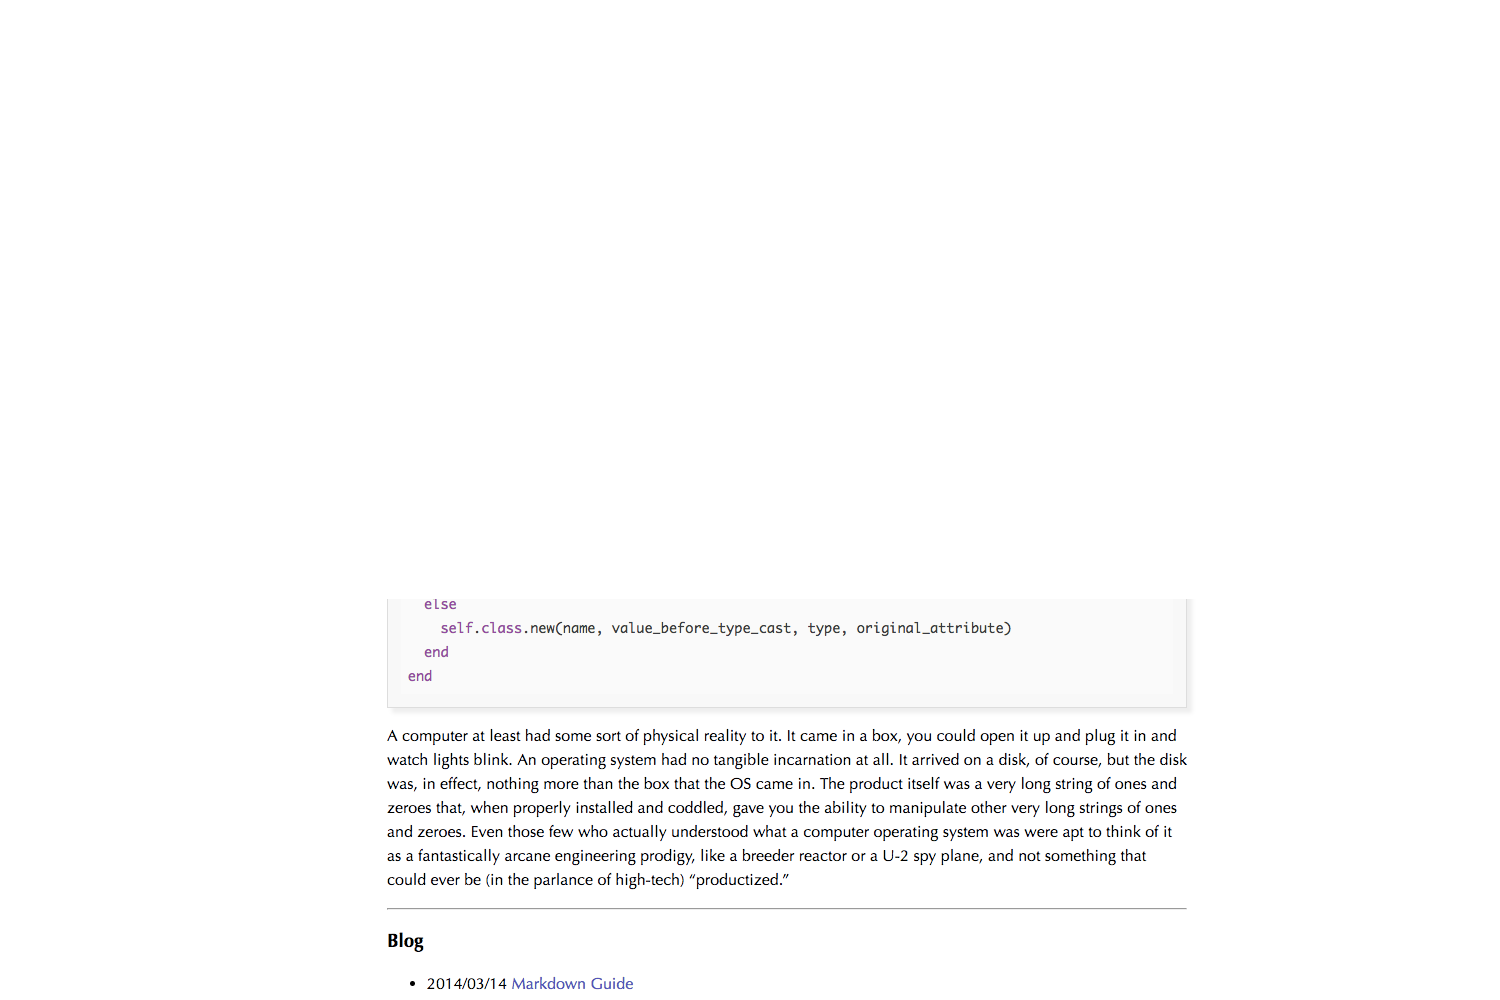 else
self.class.new(name, value_before_type_cast, type, original_attribute)
end
end
A computer at least had some sort of physical reality to it. It came in a box, you could open it up and plug it in and
watch lights blink. An operating system had no tangible incarnation at all. It arrived on a disk, of course, but the disk
was, in effect, nothing more than the box that the OS came in. The product itself was a very long string of ones and
zeroes that, when properly installed and coddled, gave you the ability to manipulate other very long strings of ones
and zeroes. Even those few who actually understood what a computer operating system was were apt to think of it
as a fantastically arcane engineering prodigy, like a breeder reactor or a U-2 spy plane, and not something that
could ever be (in the parlance of high-tech) “productized.”
Blog
• 2014/03/14 Markdown Guide